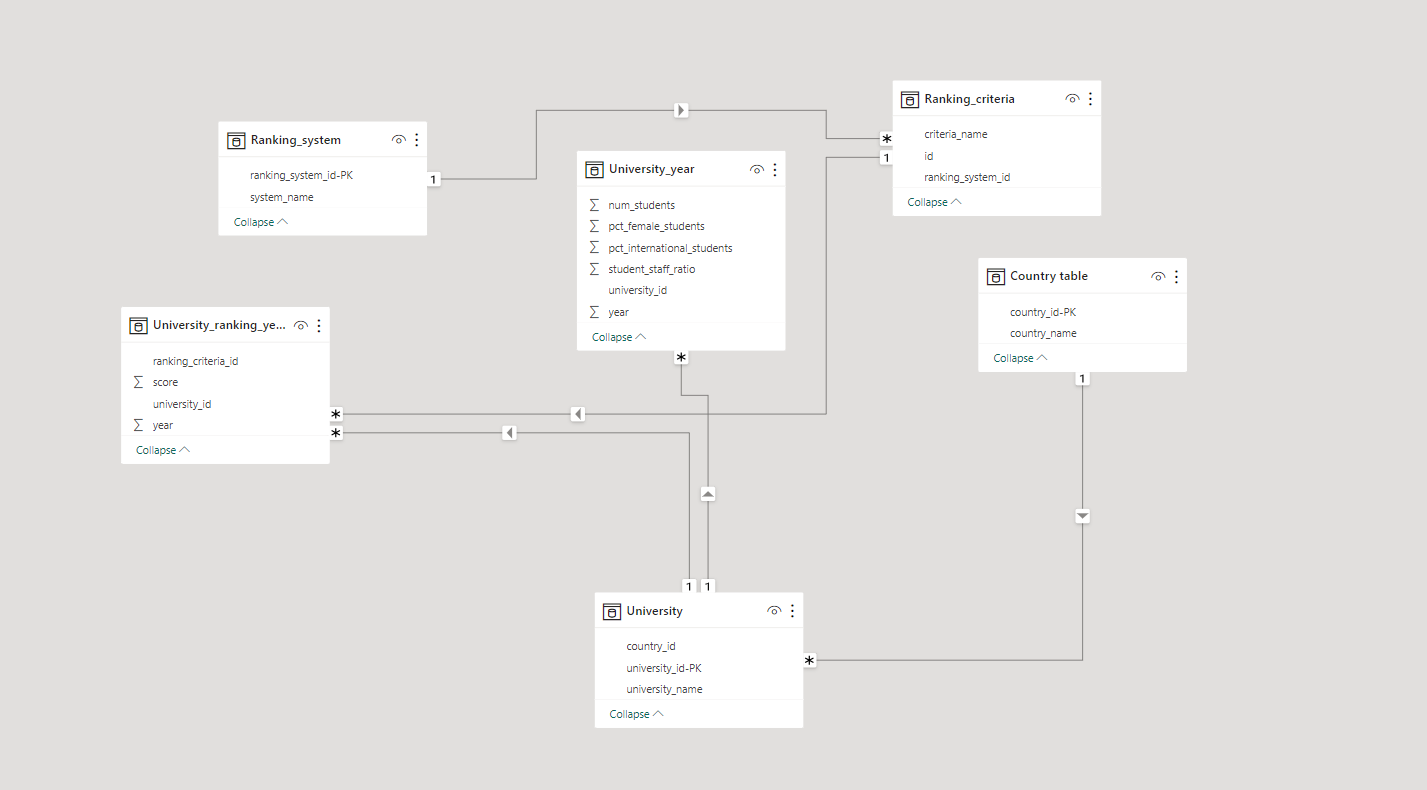 Ranking_system
ranking_system_id-PK
system_name
Collapse
1
University_year
num_students
pct_female_students
pct_international_students
student_staff_ratio
university_id
year
Collapse
*
Ranking_criteria
criteria_name
id
ranking_system_id
Collapse
*
1
Country table
country_id-PK
country_name
Collapse
1
University_ranking_ye...
ranking_criteria_id
score
university_id
year
Collapse
*
*
1
1
University
country_id
university_id-PK
university_name
Collapse
*